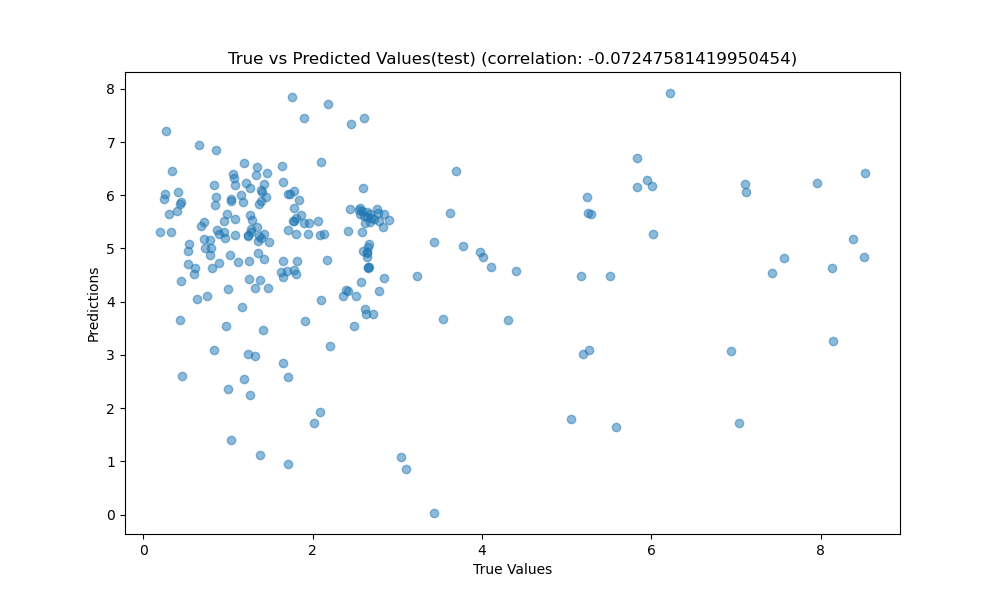 True vs Predicted Values(test) (correlation: -0.07247581419950454)
8
7
6
5
4
3
2
1
0
Predictions
0 2 4 6 8
True Values